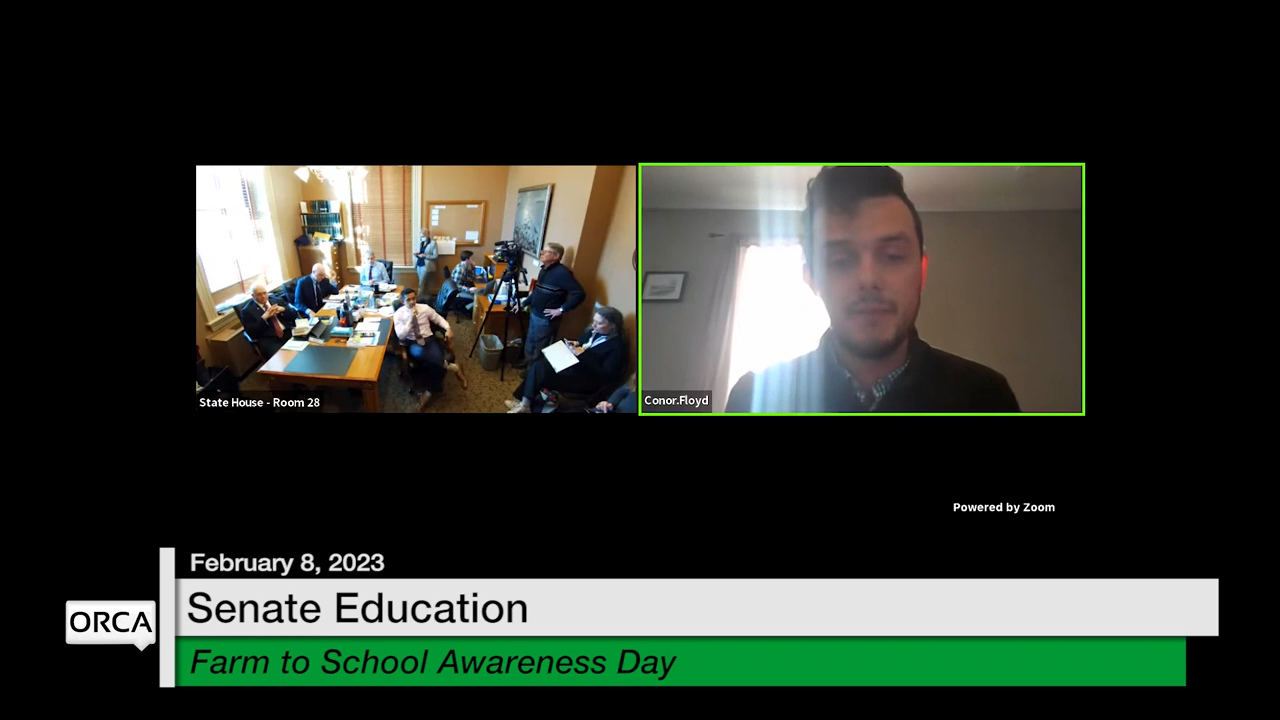 State House - Room 28
Conor.Floyd
Powered by Zoom
February 8, 2023
Senate Education
ORCA
Farm to School Awareness Day